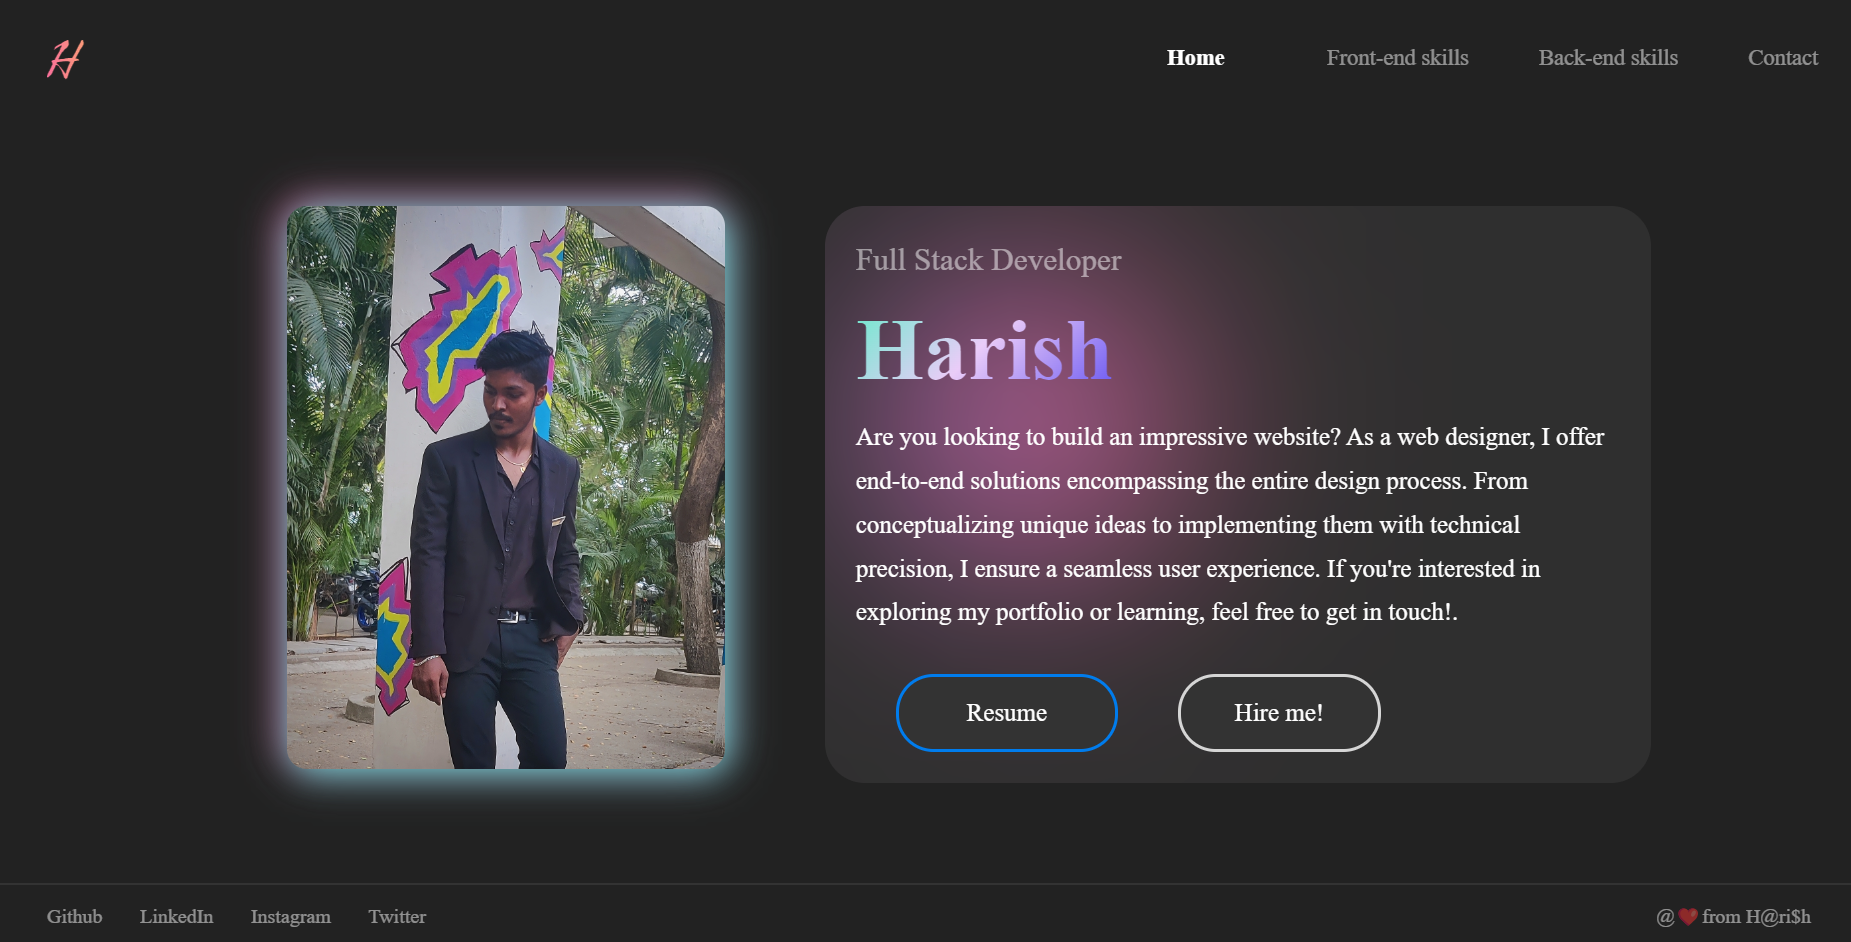 H
Home Front-end skills Back-end skills Contact
Full Stack Developer
Harish
Are you looking to build an impressive website? As a web designer, I offer
end-to-end solutions encompassing the entire design process. From
conceptualizing unique ideas to implementing them with technical
precision, I ensure a seamless user experience. If you're interested in
exploring my portfolio or learning, feel free to get in touch!.
Resume Hire me!
Github LinkedIn Instagram Twitter @❤️from H@ri$h